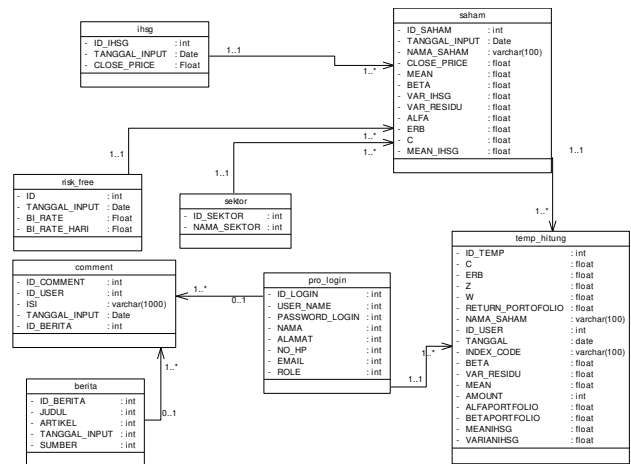 ihsg
- ID_IHSG : int
- TANGGAL_INPUT : Date
- CLOSE_PRICE : Float
1..1
1..*
saham
- ID_SAHAM : int
- TANGGAL_INPUT : Date
- NAMA_SAHAM : varchar(100)
- CLOSE_PRICE : float
- MEAN : float
- BETA : float
- VAR_IHSG : float
- VAR_RESIDU : float
- ALFA : float
- ERB : float
- C : float
- MEAN_IHSG : float
1..*
1..*
1..1
1..1
1..1
1..*
risk_free
- ID : int
- TANGGAL_INPUT : Date
- BI_RATE : Float
- BI_RATE_HARI : Float
sektor
- ID_SEKTOR : int
- NAMA_SEKTOR : int
temp_hitung
- ID_TEMP : int
- C : float
- ERB : float
- Z : float
- W : float
- RETURN_PORTOFOLIO : float
- NAMA_SAHAM : varchar(100)
- ID_USER : int
- TANGGAL : date
- INDEX_CODE : varchar(100)
- BETA : float
- VAR_RESIDU : float
- MEAN : float
- AMOUNT : int
- ALFAPORTFOLIO : float
- BETAPORTFOLIO : float
- MEANIHSG : float
- VARIANIHSG : float
comment
- ID_COMMENT : int
- ID_USER : int
- ISI : varchar(1000)
- TANGGAL_INPUT : Date
- ID_BERITA : int
1..*
0..1
pro_login
- ID_LOGIN : int
- USER_NAME : int
- PASSWORD_LOGIN : int
- NAMA : int
- ALAMAT : int
- NO_HP : int
- EMAIL : int
- ROLE : int
1..*
1..1
1..*
0..1
berita
- ID_BERITA : int
- JUDUL : int
- ARTIKEL : int
- TANGGAL_INPUT : int
- SUMBER : int